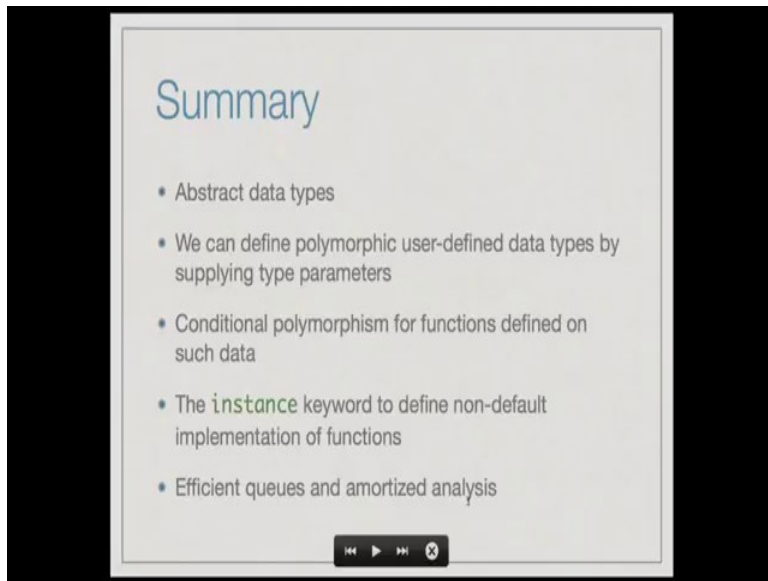 Summary
• Abstract data types
• We can define polymorphic user-defined data types by
supplying type parameters
• Conditional polymorphism for functions defined on
such data
• The instance keyword to define non-default
implementation of functions
• Efficient queues and amortized analysis